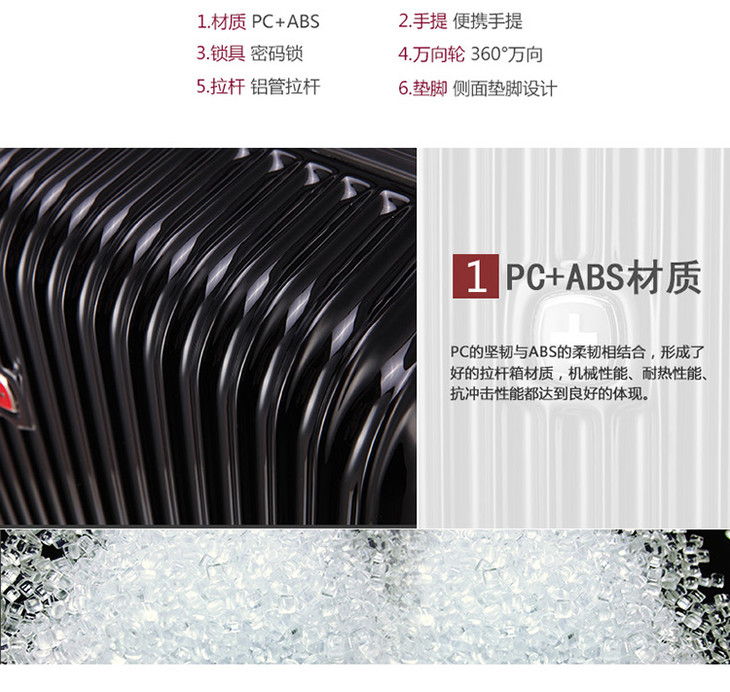 1.材质 PC+ABS 2.手提 便携手提
3.锁具 密码锁 4.万向轮 360°万向
5.拉杆 铝管拉杆 6.垫脚 侧面垫脚设计
1 PC+ABS材质
PC的坚韧与ABS的柔韧相结合，形成了
好的拉杆箱材质，机械性能、耐热性能、
抗冲击性能都达到良好的体现。